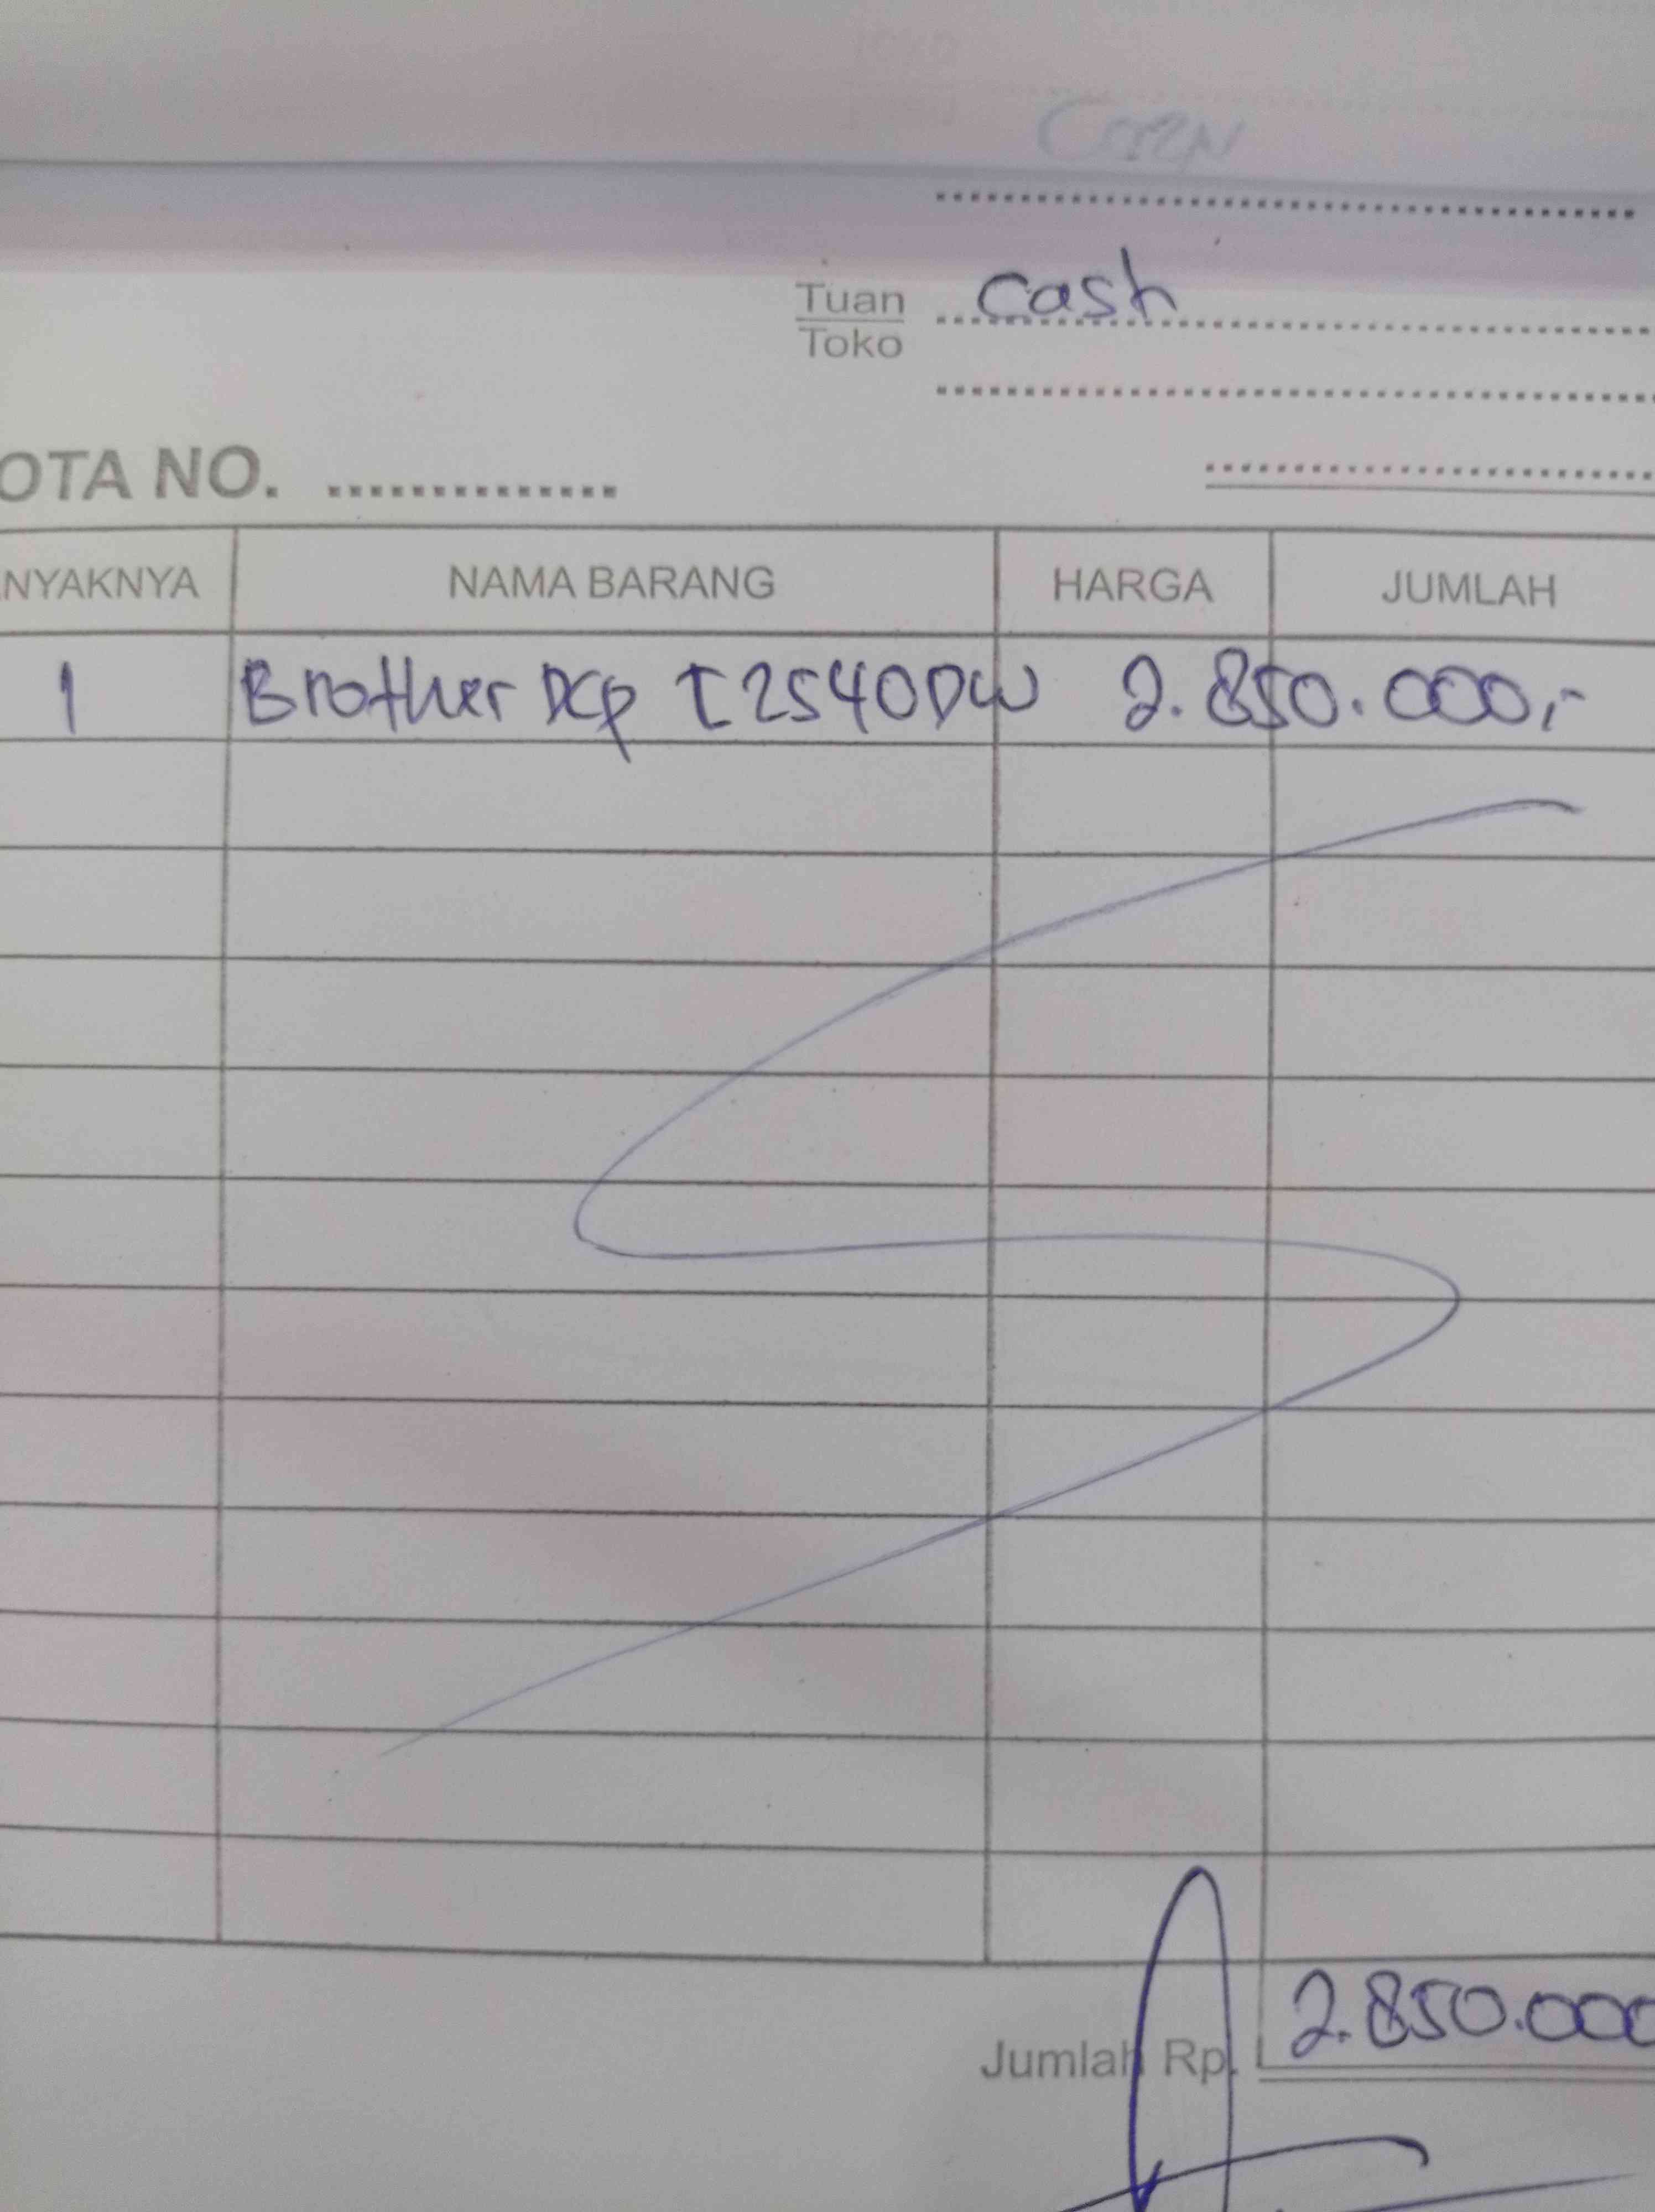 Tuan cash
Toko
OTA NO. ..............
NYAKNYA NAMA BARANG HARGA JUMLAH
1 Brother DCP L2540DW 2.850.000,-
Jumlah Rp. 2.850.000